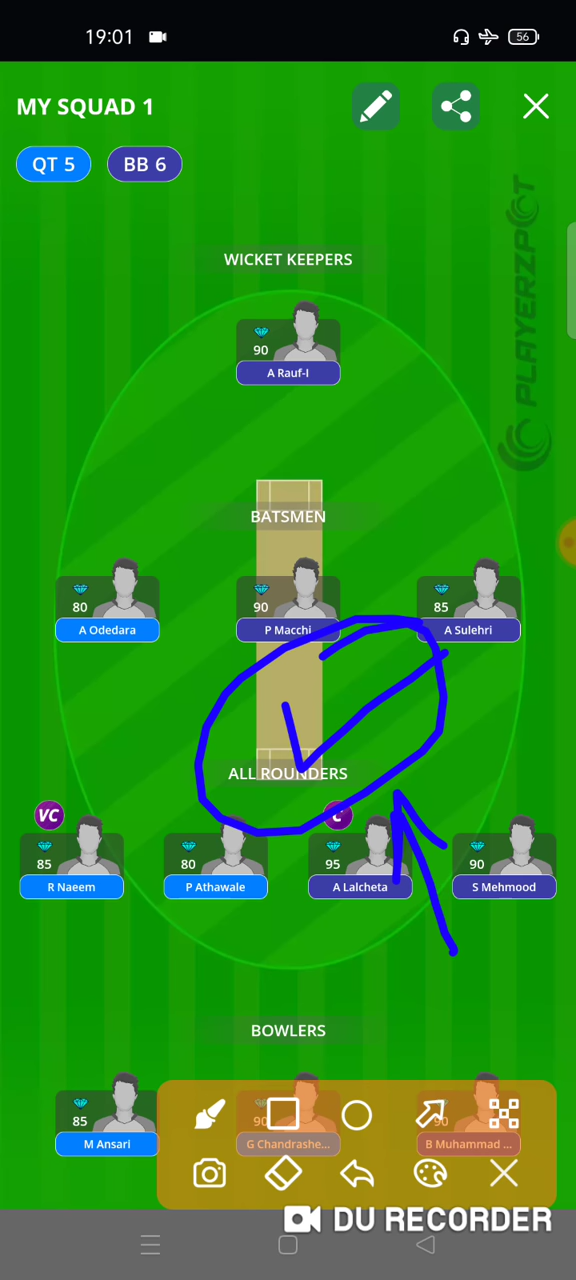 19:01
56
MY SQUAD 1
QT 5 BB 6
PLAYERZPOT
WICKET KEEPERS
90
A Rauf-I
BATSMEN
80 90 85
A Odedara P Macchi A Sulehri
ALL ROUNDERS
VC C
85 80 95 90
R Naeem P Athawale A Lalcheta S Mehmood
BOWLERS
85 90 90
M Ansari G Chandrashe... B Muhammad ...
DU RECORDER